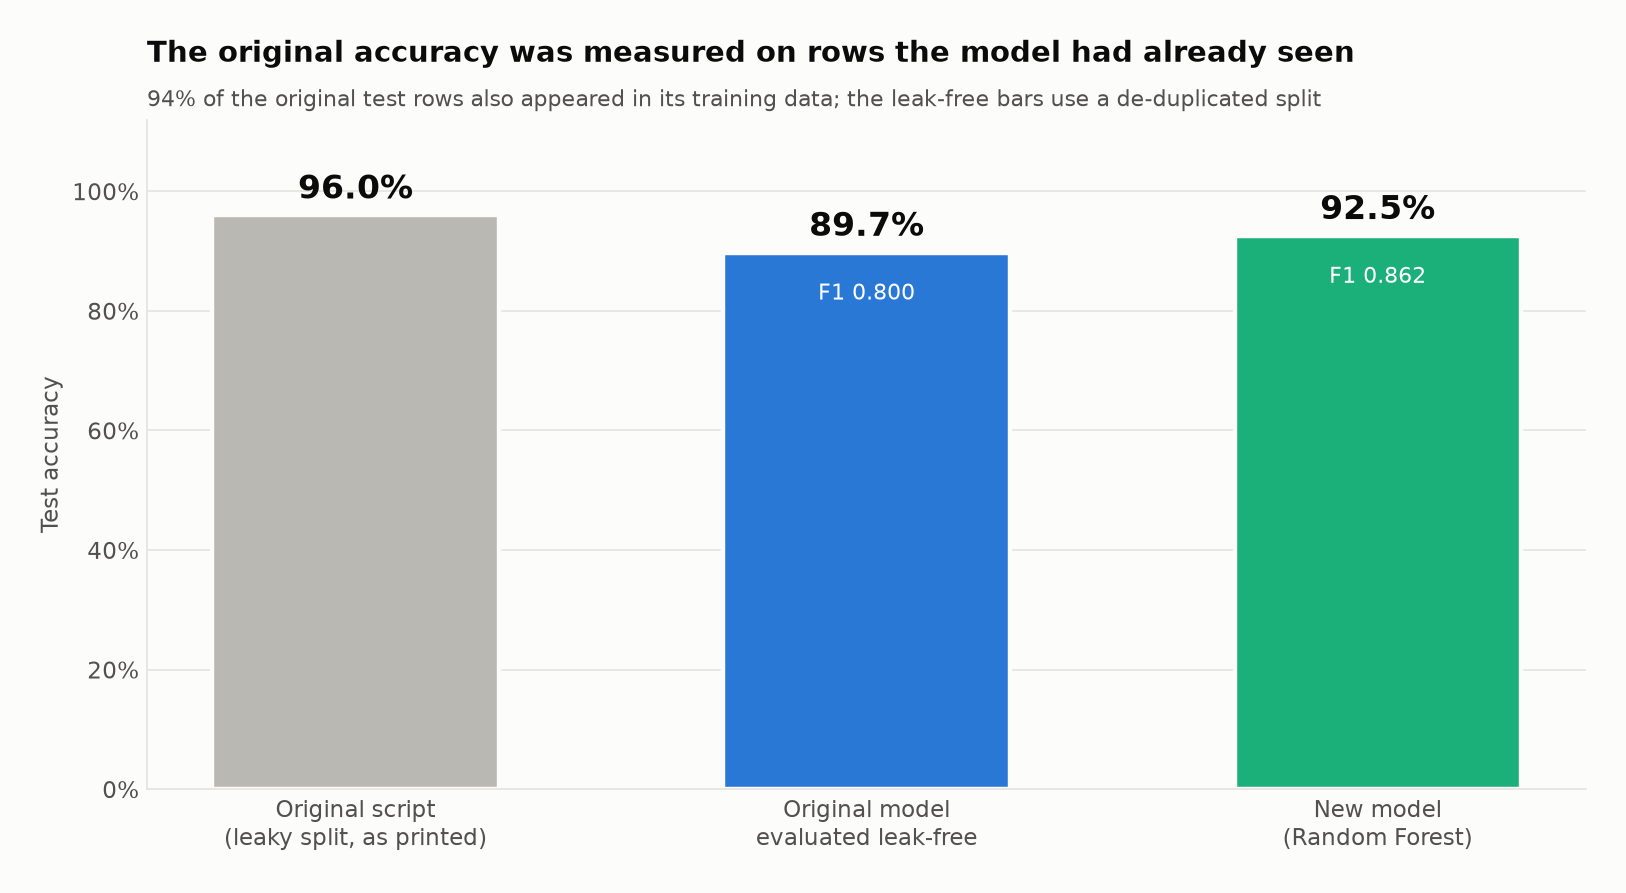 The original accuracy was measured on rows the model had already seen
94% of the original test rows also appeared in its training data; the leak-free bars use a de-duplicated split
Test accuracy
100%
80%
60%
40%
20%
0%
96.0%
89.7%
F1 0.800
92.5%
F1 0.862
Original script
(leaky split, as printed)
Original model
evaluated leak-free
New model
(Random Forest)